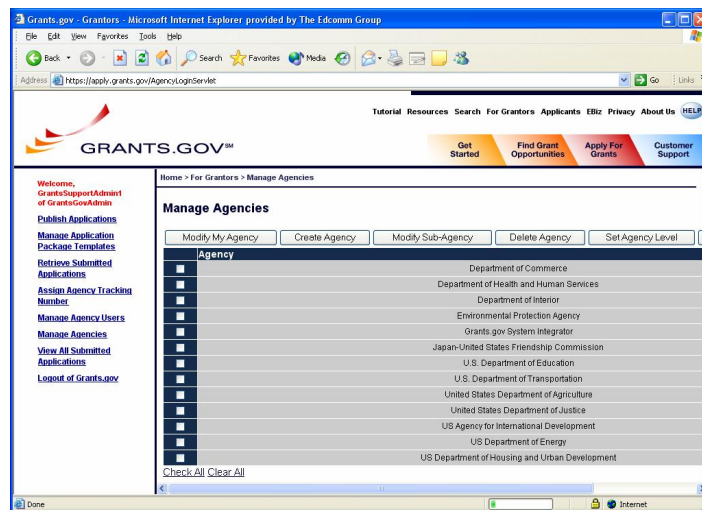 Grants.gov - Grantors - Microsoft Internet Explorer provided by The Edcomm Group
File Edit View Favorites Tools Help
Back Search Favorites Media
Address https://apply.grants.gov/AgencyLoginServlet Go Links
Tutorial Resources Search For Grantors Applicants EBiz Privacy About Us HELP
GRANTS.GOV℠
Get Started
Find Grant Opportunities
Apply For Grants
Customer Support
Welcome,
GrantsSupportAdmin1
of GrantsGovAdmin
Publish Applications
Manage Application
Package Templates
Retrieve Submitted
Applications
Assign Agency Tracking
Number
Manage Agency Users
Manage Agencies
View All Submitted
Applications
Logout of Grants.gov
Home > For Grantors > Manage Agencies
Manage Agencies
Modify My Agency Create Agency Modify Sub-Agency Delete Agency Set Agency Level
Agency
Department of Commerce
Department of Health and Human Services
Department of Interior
Environmental Protection Agency
Grants.gov System Integrator
Japan-United States Friendship Commission
U.S. Department of Education
U.S. Department of Transportation
United States Department of Agriculture
United States Department of Justice
US Agency for International Development
US Department of Energy
US Department of Housing and Urban Development
Check All Clear All
Done Internet